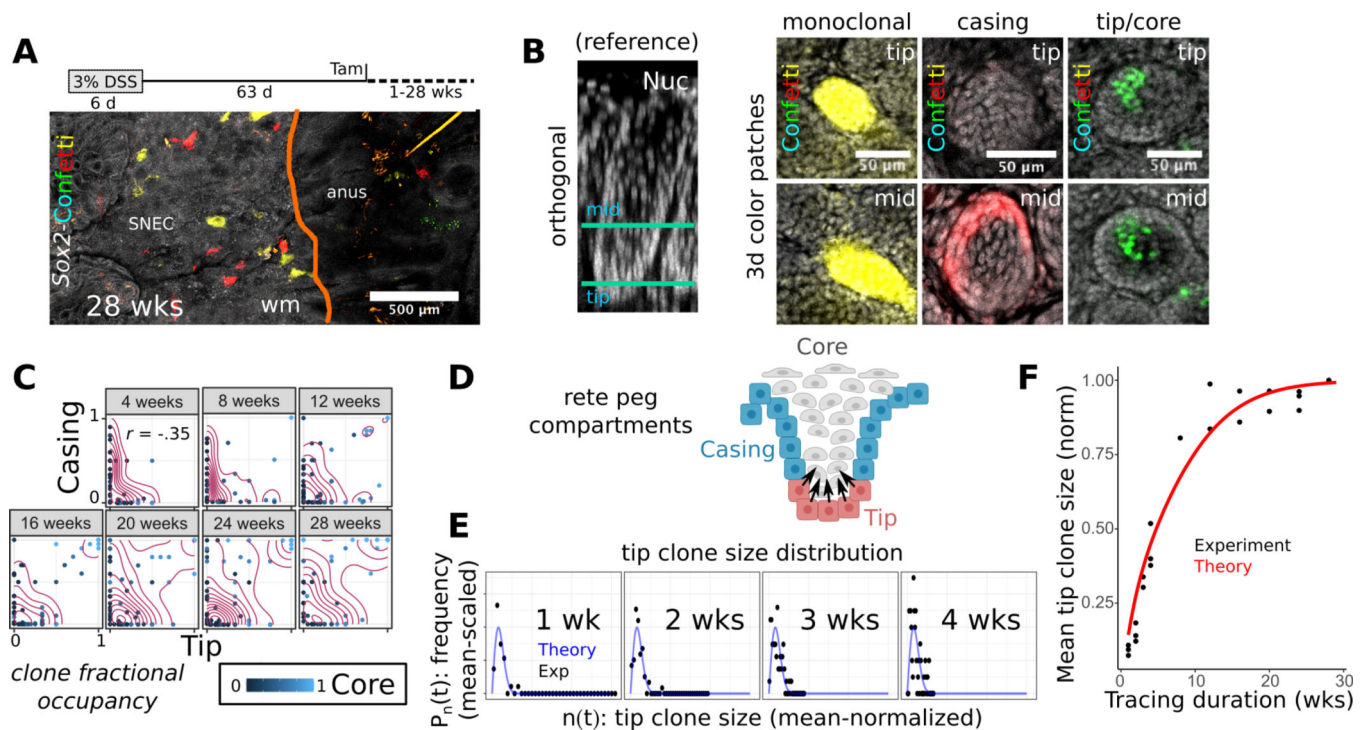 A
3% DSS
6 d
63 d
Tam
1-28 wks
Sox2-Confetti
SNEC
anus
28 wks
wm
500 µm
B
(reference)
Nuc
orthogonal
mid
tip
monoclonal
casing
tip/core
3d color patches
Confetti
tip
50 µm
Confetti
tip
50 µm
Confetti
tip
50 µm
mid
mid
mid
C
4 weeks
8 weeks
12 weeks
r = -.35
Casing
1
0
16 weeks
20 weeks
24 weeks
28 weeks
0
1
Tip
clone fractional
occupancy
0
1
Core
D
rete peg
compartments
Core
Casing
Tip
E
tip clone size distribution
Pn(t): frequency
(mean-scaled)
1 wk
2 wks
3 wks
4 wks
Theory
Exp
n(t): tip clone size (mean-normalized)
F
Mean tip clone size (norm)
1.00
0.75
0.50
0.25
Experiment
Theory
0
10
20
30
Tracing duration (wks)